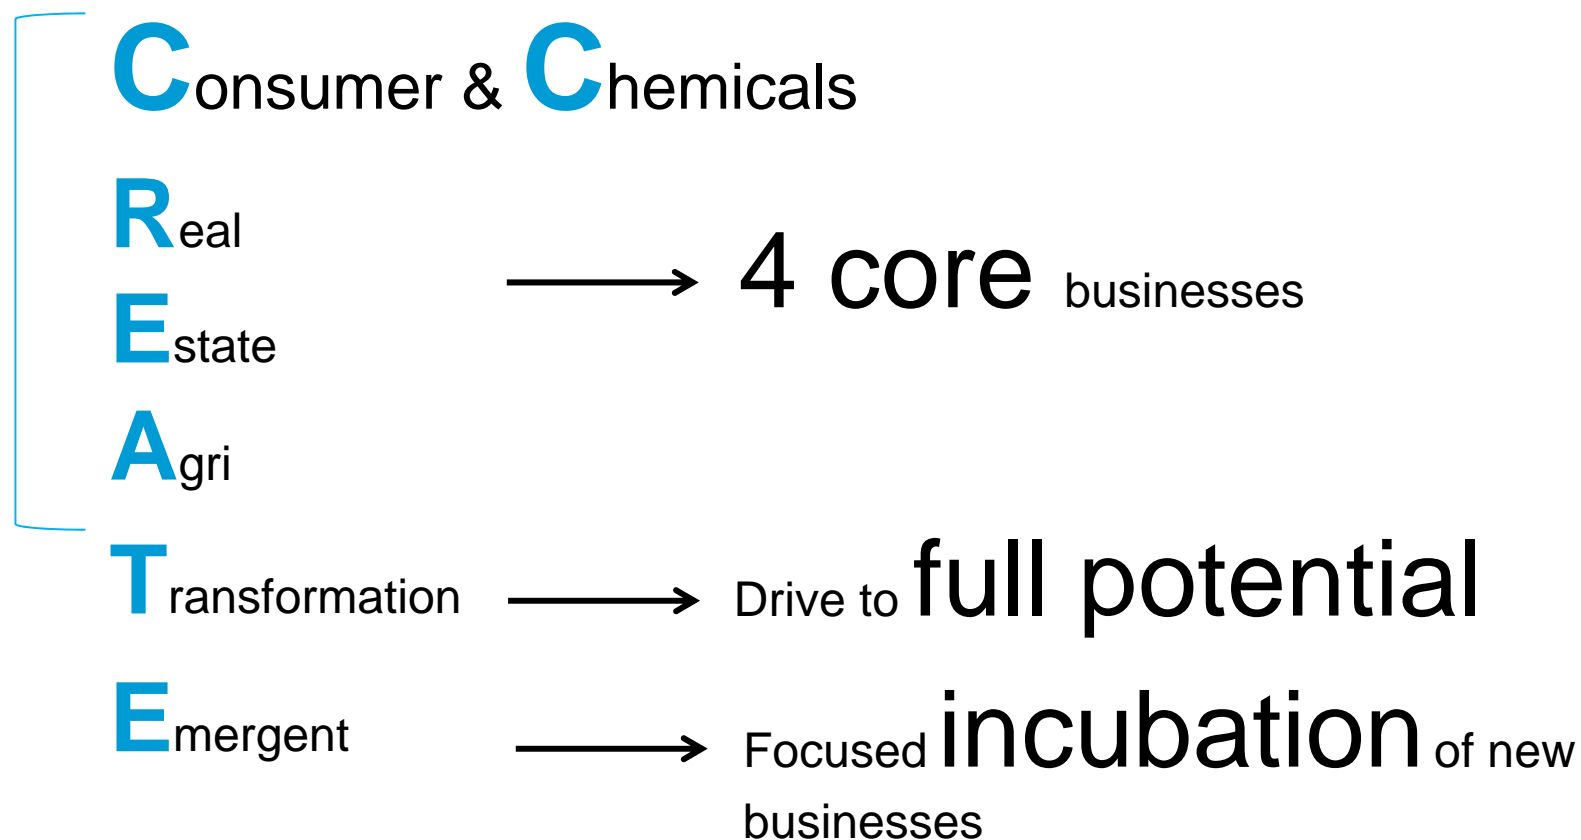 Consumer & Chemicals
Real
4 core businesses
Estate
Agri
Transformation
Drive to full potential
Emergent
Focused incubation of new
businesses